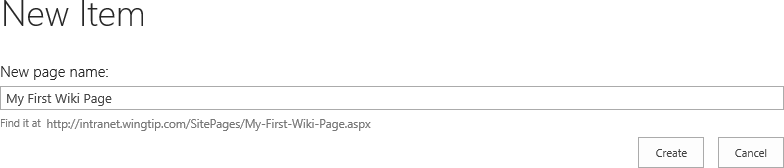 New Item
New page name:
My First Wiki Page
Find it at http://intranet.wingtip.com/SitePages/My-First-Wiki-Page.aspx
Create Cancel